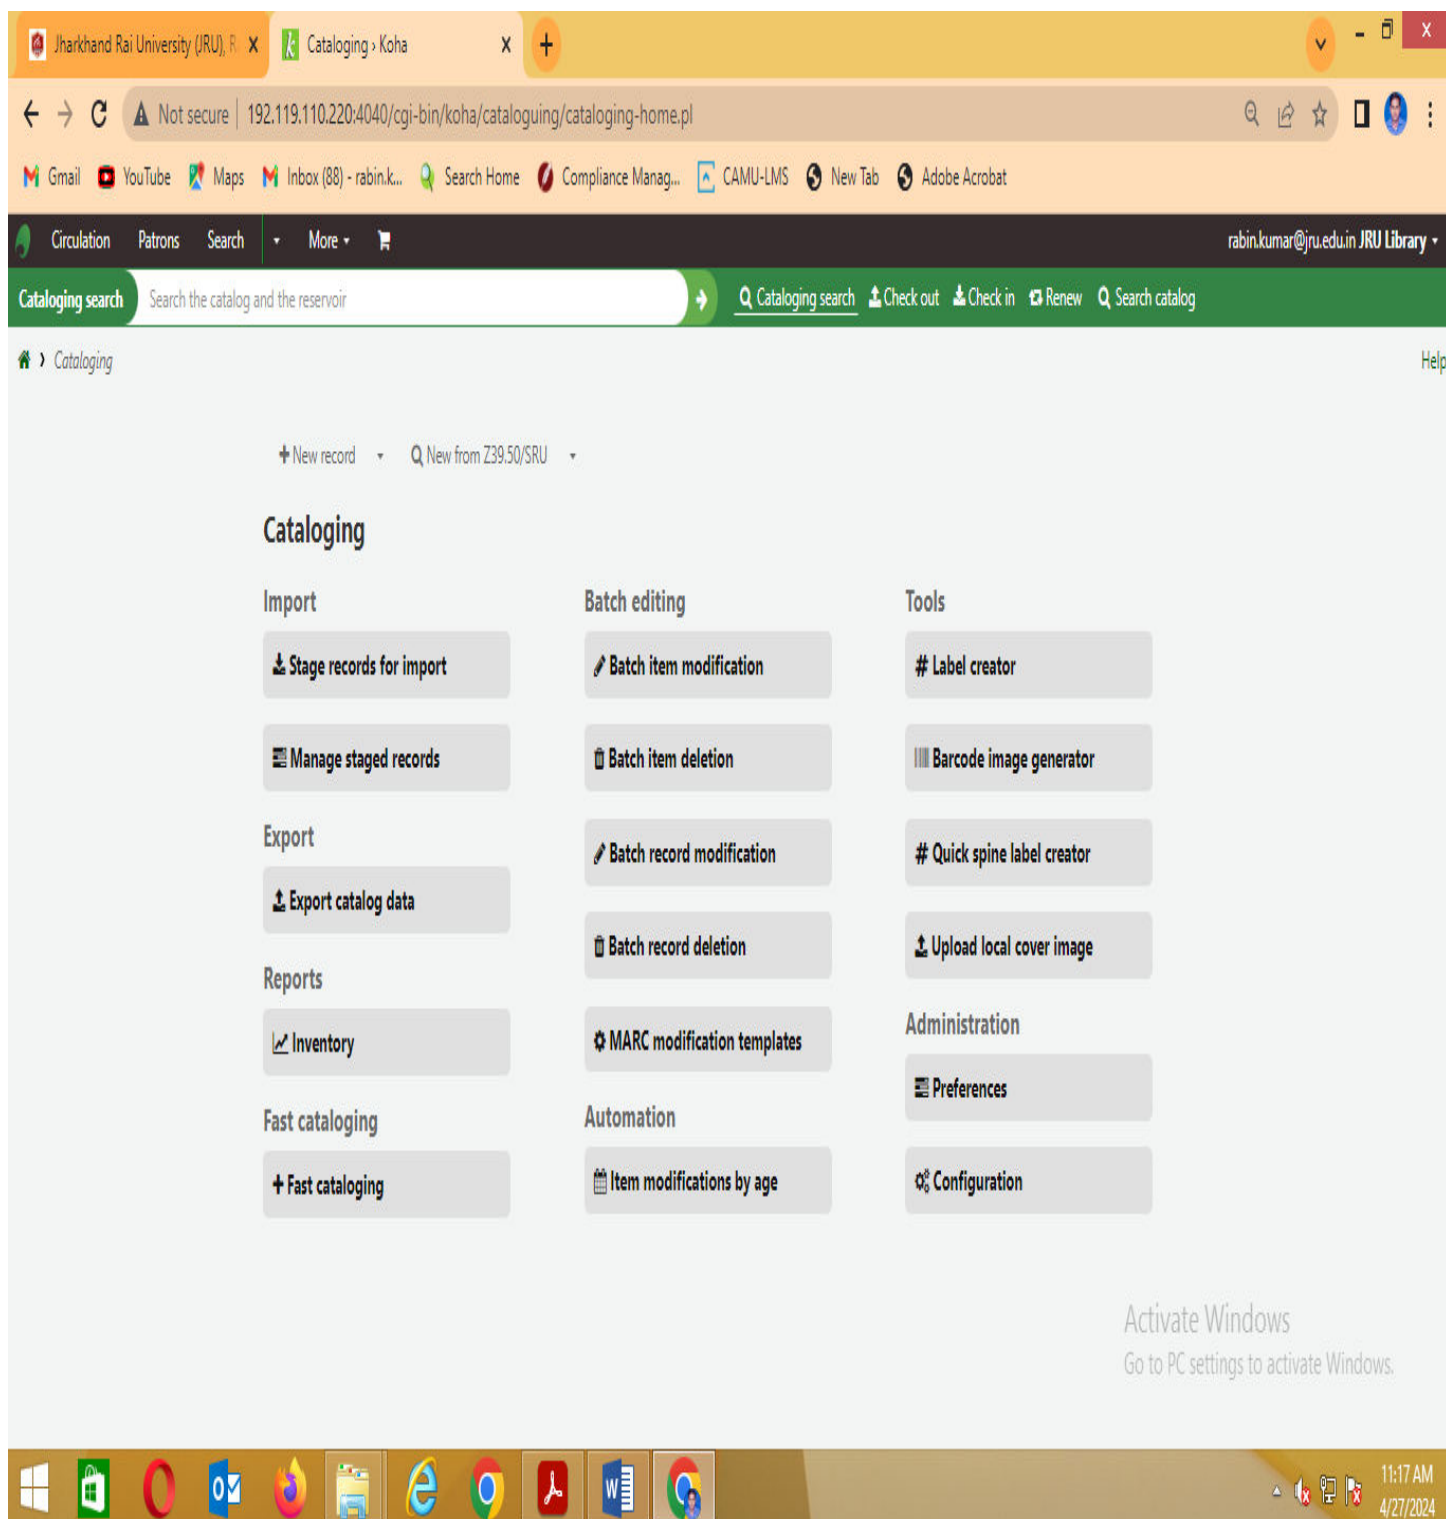 Jharkhand Rai University (JRU), R
Cataloging › Koha
Not secure
192.119.110.220:4040/cgi-bin/koha/cataloguing/cataloging-home.pl
Gmail YouTube Maps Inbox (88) - rabin.k... Search Home Compliance Manag... CAMU-LMS New Tab Adobe Acrobat
Circulation Patrons Search More rabin.kumar@jru.edu.in JRU Library
Cataloging search Search the catalog and the reservoir Cataloging search Check out Check in Renew Search catalog
Cataloging Help
New record New from Z39.50/SRU
Cataloging
Import
Stage records for import
Manage staged records
Export
Export catalog data
Reports
Inventory
Fast cataloging
Fast cataloging
Batch editing
Batch item modification
Batch item deletion
Batch record modification
Batch record deletion
MARC modification templates
Automation
Item modifications by age
Tools
# Label creator
Barcode image generator
# Quick spine label creator
Upload local cover image
Administration
Preferences
Configuration
Activate Windows
Go to PC settings to activate Windows.
11:17 AM
4/27/2024